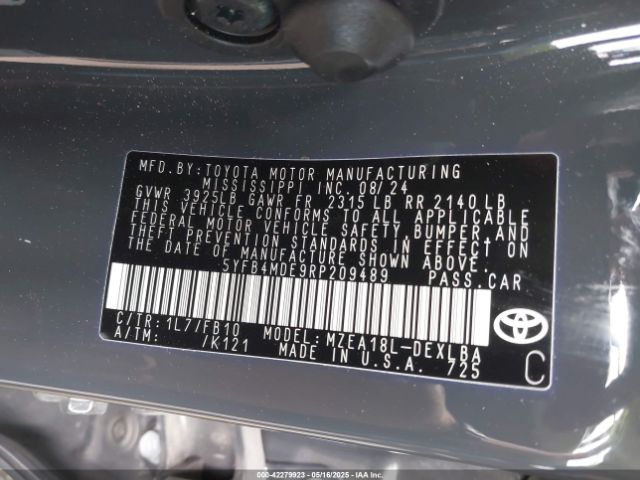 MFD.BY: TOYOTA MOTOR MANUFACTURING
MISSISSIPPI INC. 08/24
GVWR 3925LB GAWR FR 2315 LB RR 2140 LB
THIS VEHICLE CONFORMS TO ALL APPLICABLE
FEDERAL MOTOR VEHICLE SAFETY, BUMPER, AND
THEFT PREVENTION STANDARDS IN EFFECT ON
THE DATE OF MANUFACTURE SHOWN ABOVE.
5YFB4MDE9RP209489 PASS.CAR
C/TR: 1L7/FB10 MODEL: MZEA18L-DEXLBA
A/TM: /K121 MADE IN U.S.A. 725
C
000-42279923 - 05/16/2025 - IAA Inc.